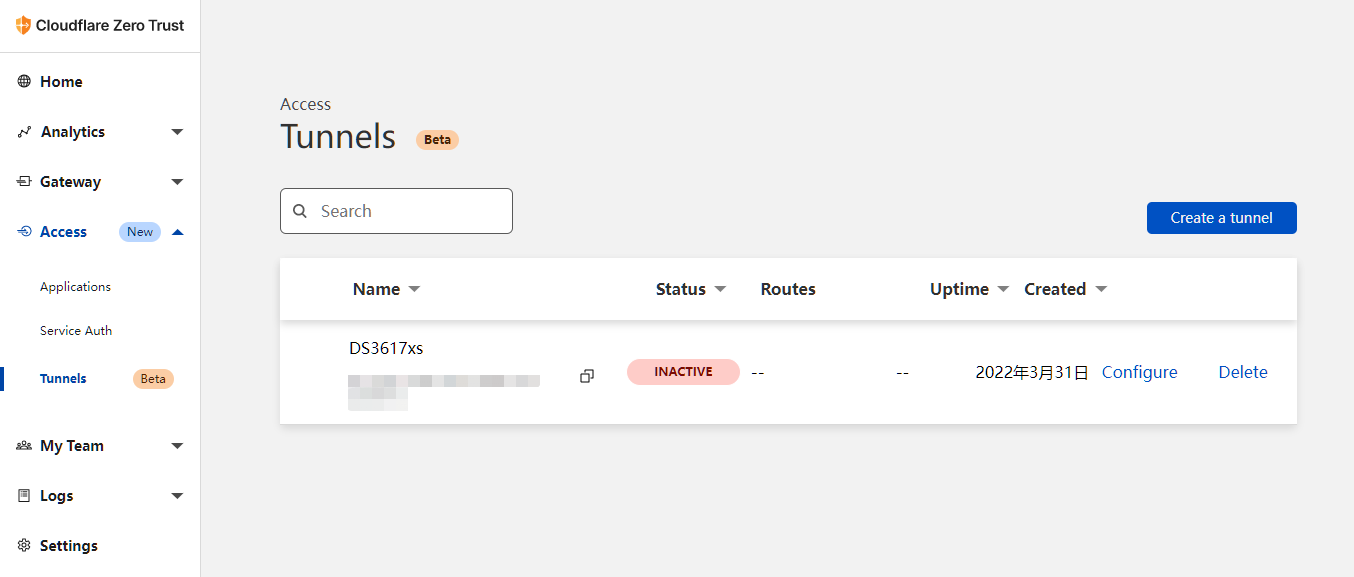 Cloudflare Zero Trust
Home
Analytics
Gateway
Access New
Applications
Service Auth
Tunnels Beta
My Team
Logs
Settings
Access
Tunnels Beta
Search
Create a tunnel
Name Status Routes Uptime Created
DS3617xs
INACTIVE -- -- 2022年3月31日 Configure Delete